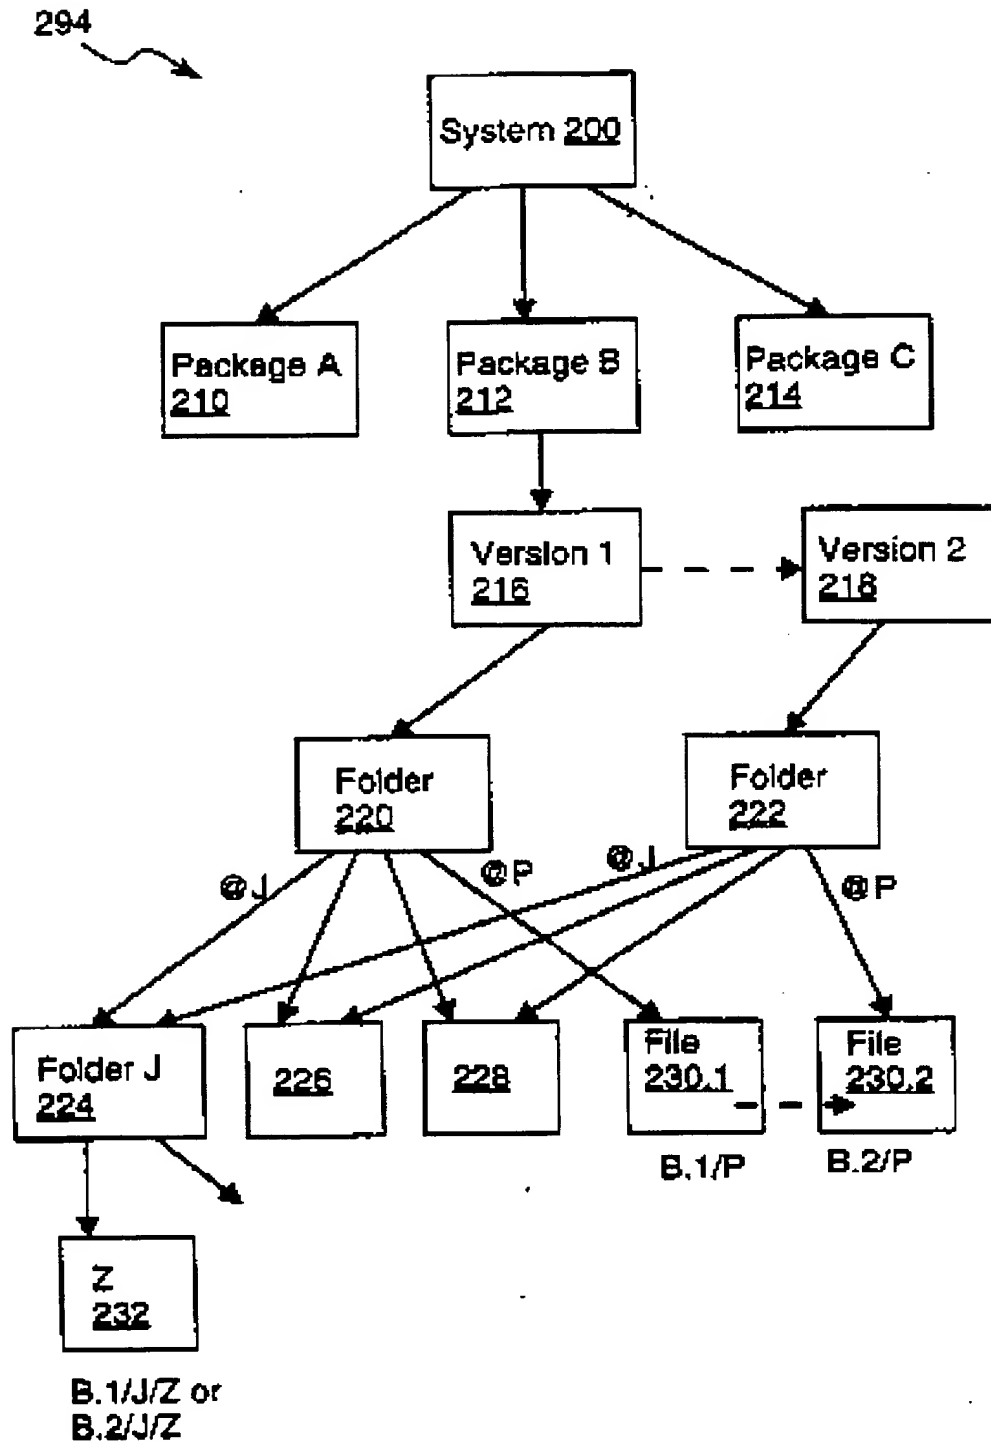 294
System 200
Package A
210
Package B
212
Package C
214
Version 1
216
Version 2
218
Folder
220
Folder
222
@J
@P
@J
@P
Folder J
224
226
228
File
230.1
File
230.2
B.1/P
B.2/P
Z
232
B.1/J/Z or
B.2/J/Z